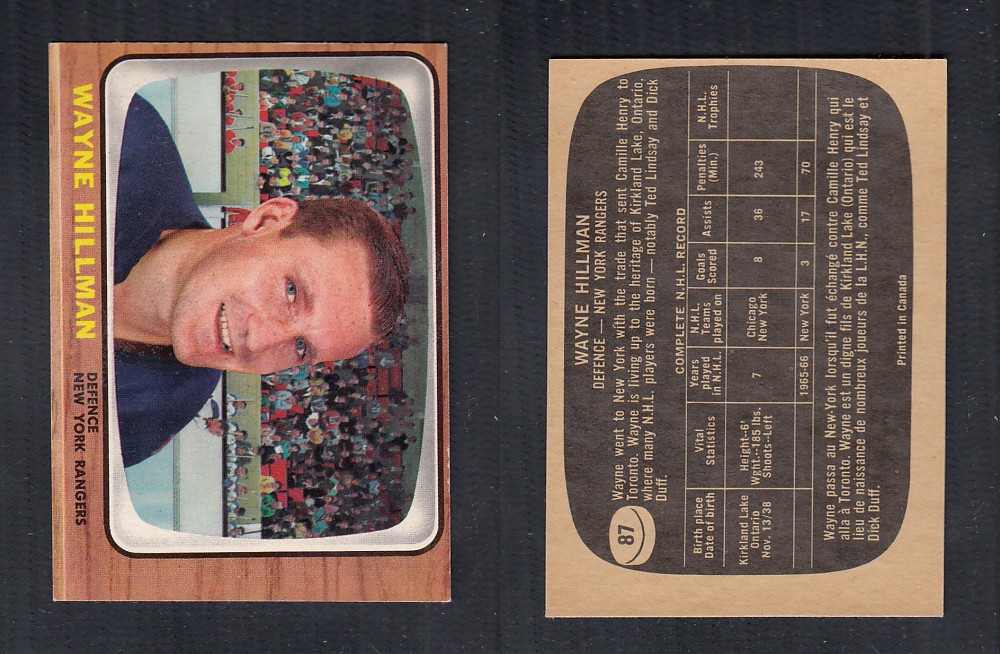 WAYNE HILLMAN
DEFENCE
NEW YORK RANGERS
87
WAYNE HILLMAN
DEFENCE — NEW YORK RANGERS
Wayne went to New York with the trade that sent Camille Henry to
Toronto. Wayne is living up to the heritage of Kirkland Lake, Ontario,
where many N.H.L. players were born — notably Ted Lindsay and Dick
Duff.
COMPLETE N.H.L. RECORD
Birth place
Date of birth
Vital
Statistics
Years
played
in N.H.L.
N.H.L.
Teams
played on
Goals
Scored
Assists
Penalties
(Min.)
N.H.L.
Trophies
Kirkland Lake
Ontario
Nov. 13/38
Height--6'
Wght.--185 lbs.
Shoots--Left
7
Chicago
New York
8
36
243
1965-66
New York
3
17
70
Wayne passa au New-York lorsqu'il fut échangé contre Camille Henry qui
alla à Toronto. Wayne est un digne fils de Kirkland Lake (Ontario) qui est le
lieu de naissance de nombreux joueurs de la L.H.N., comme Ted Lindsay et
Dick Duff.
Printed in Canada